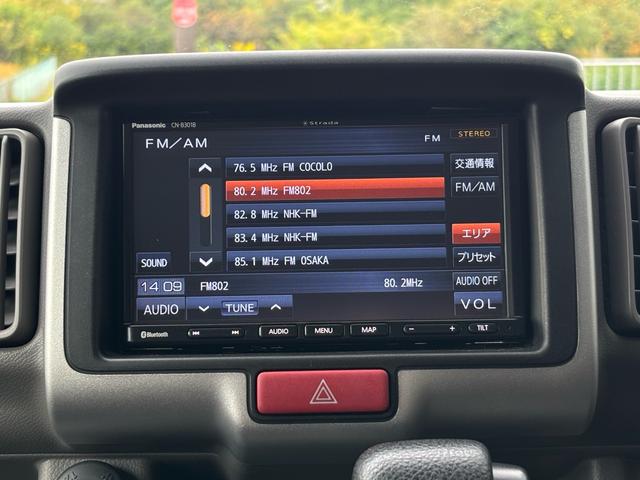 Panasonic CN-B301B
Strada
FM/AM
FM STEREO
76.5 MHz FM COCOLO
80.2 MHz FM802
82.8 MHz NHK-FM
83.4 MHz NHK-FM
85.1 MHz FM OSAKA
交通情報
FM/AM
エリア
プリセット
SOUND
14:09 FM802 80.2MHz
AUDIO OFF
AUDIO TUNE VOL
Bluetooth AUDIO MENU MAP − + TILT